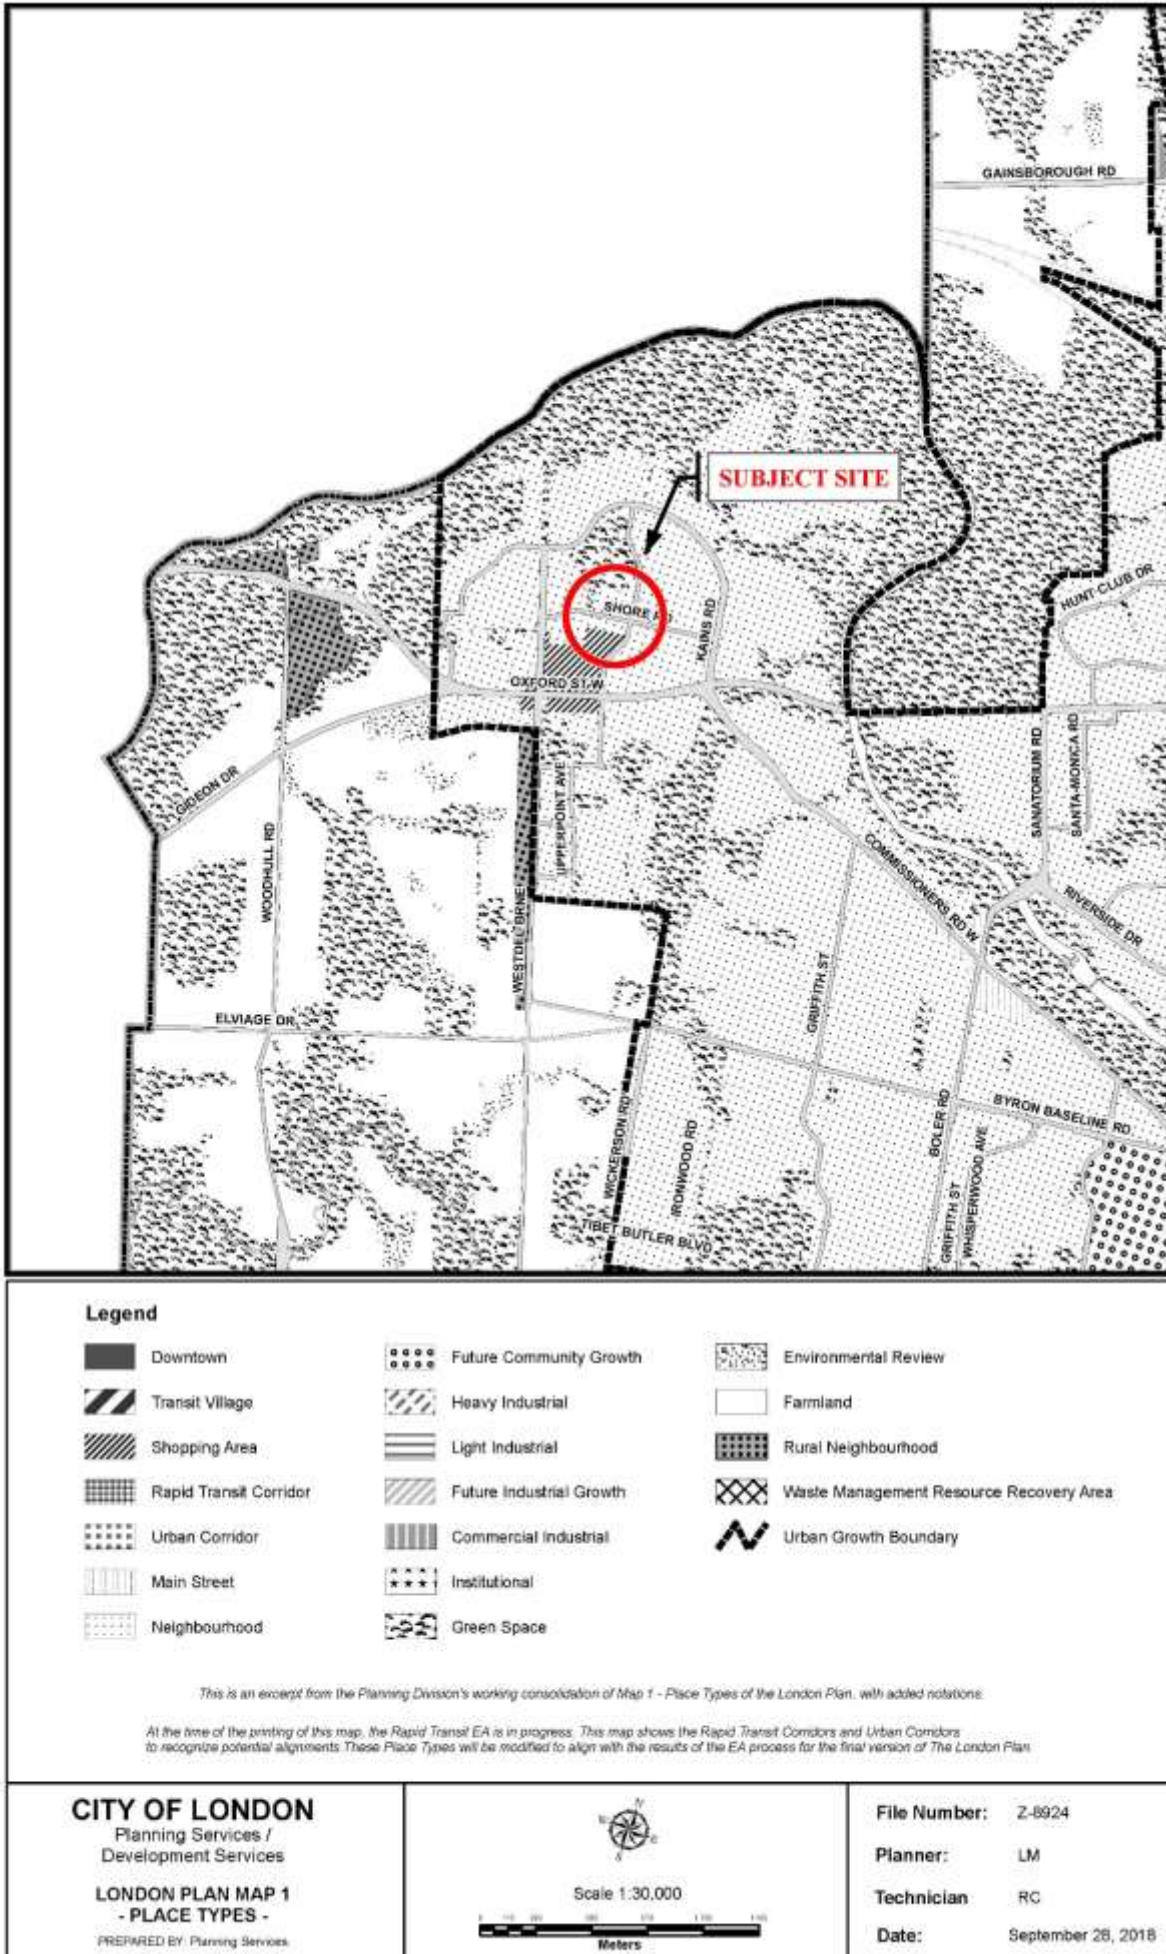 GAINSBOROUGH RD
SUBJECT SITE
HUNT CLUB DR
SHORE RD
KAINS RD
OXFORD ST W
SANATORIUM RD
SANTA-MONICA RD
GIDEON DR
UPPERPOINT AVE
WOODHULL RD
COMMISSIONERS RD W
RIVERSIDE DR
WESTDEL BRNE
GRIFFITH ST
ELVIAGE DR
WICKERSON RD
IRONWOOD RD
BOLER RD
BYRON BASELINE RD
WHISPERWOOD AVE
GRIFFITH ST
TIBET BUTLER BLVD
Legend
Downtown
Transit Village
Shopping Area
Rapid Transit Corridor
Urban Corridor
Main Street
Neighbourhood
Future Community Growth
Heavy Industrial
Light Industrial
Future Industrial Growth
Commercial Industrial
Institutional
Green Space
Environmental Review
Farmland
Rural Neighbourhood
Waste Management Resource Recovery Area
Urban Growth Boundary
This is an excerpt from the Planning Division's working consolidation of Map 1 - Place Types of the London Plan, with added notations.
At the time of the printing of this map, the Rapid Transit EA is in progress. This map shows the Rapid Transit Corridors and Urban Corridors
to recognize potential alignments. These Place Types will be modified to align with the results of the EA process for the final version of The London Plan
CITY OF LONDON
Planning Services /
Development Services
LONDON PLAN MAP 1
- PLACE TYPES -
PREPARED BY: Planning Services
N
E
S
W
Scale 1:30,000
Meters
File Number: Z-8924
Planner: LM
Technician RC
Date: September 28, 2018